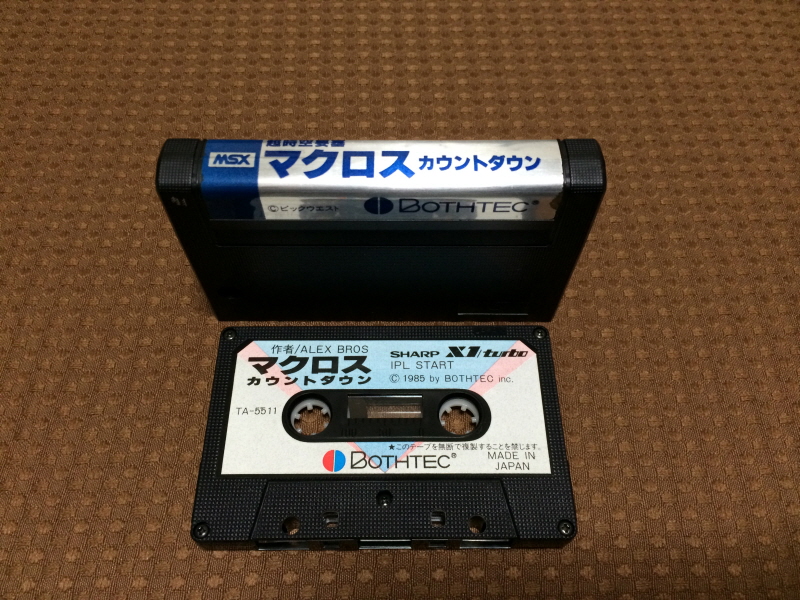 超時空要塞
MSX
マクロス カウントダウン
©ビックウエスト
BOTHTEC®
作者/ALEX BROS
マクロス
カウントダウン
SHARP X1/turbo
IPL START
© 1985 by BOTHTEC inc.
TA-5511
★このテープを無断で複製することを禁じます。
BOTHTEC®
MADE IN
JAPAN